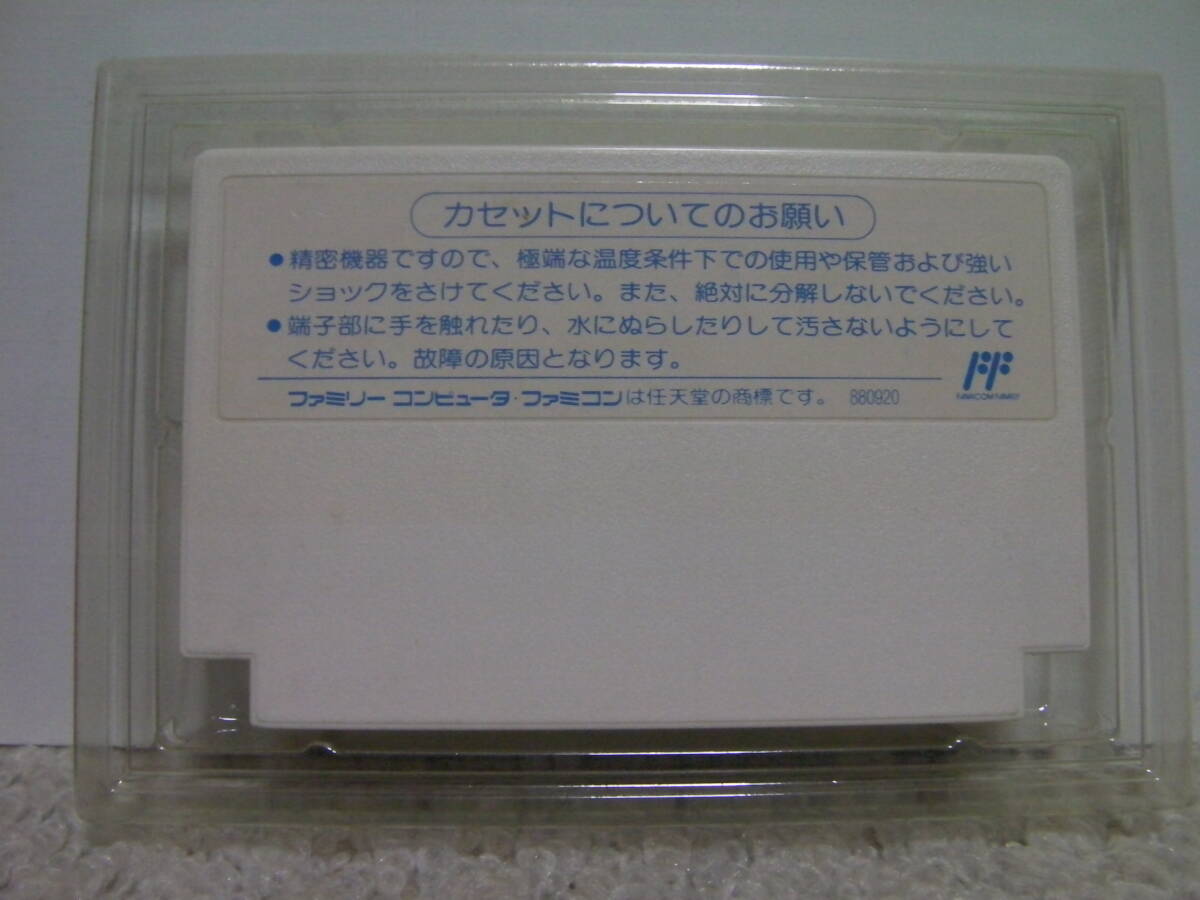 カセットについてのお願い
●精密機器ですので、極端な温度条件下での使用や保管および強い
ショックをさけてください。また、絶対に分解しないでください。
●端子部に手を触れたり、水にぬらしたりして汚さないようにして
ください。故障の原因となります。
FAMICOM FAMILY
ファミリー コンピュータ・ファミコンは任天堂の商標です。 880920